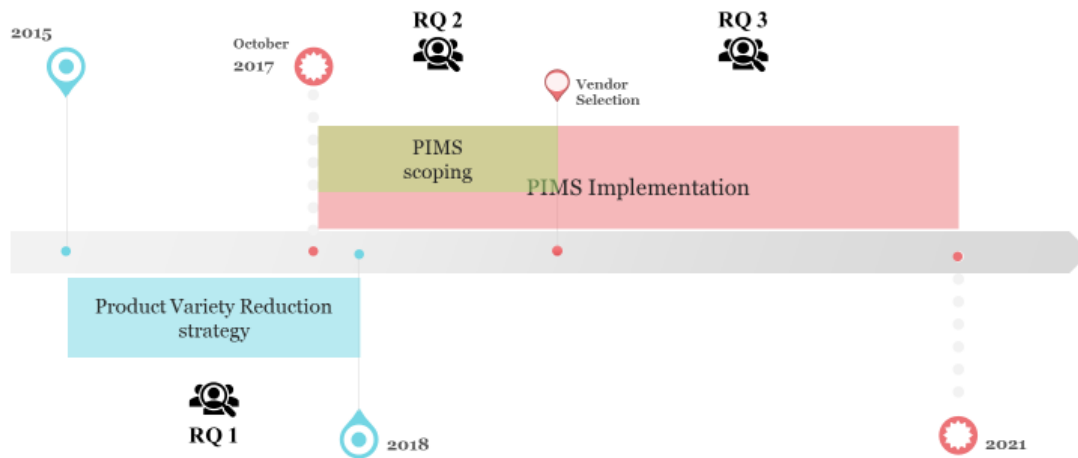 2015
October
2017
RQ 2
RQ 3
Vendor
Selection
PIMS
scoping
PIMS Implementation
Product Variety Reduction
strategy
RQ 1
2018
2021